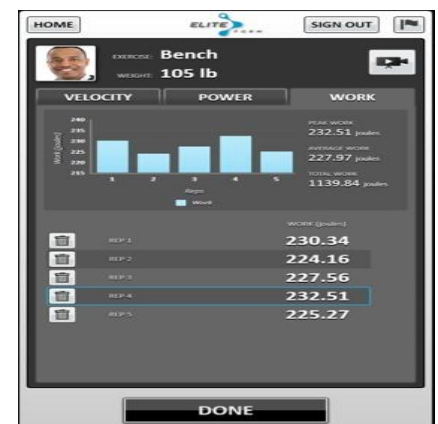 HOME
ELITE FORM
SIGN OUT
EXERCISE: Bench
WEIGHT: 105 lb
VELOCITY POWER WORK
240
235
230
225
220
215
Work (Joules)
1 2 3 4 5
Reps
Work
PEAK WORK
232.51 Joules
AVERAGE WORK
227.97 Joules
TOTAL WORK
1139.84 Joules
WORK (Joules)
REP 1 230.34
REP 2 224.16
REP 3 227.56
REP 4 232.51
REP 5 225.27
DONE